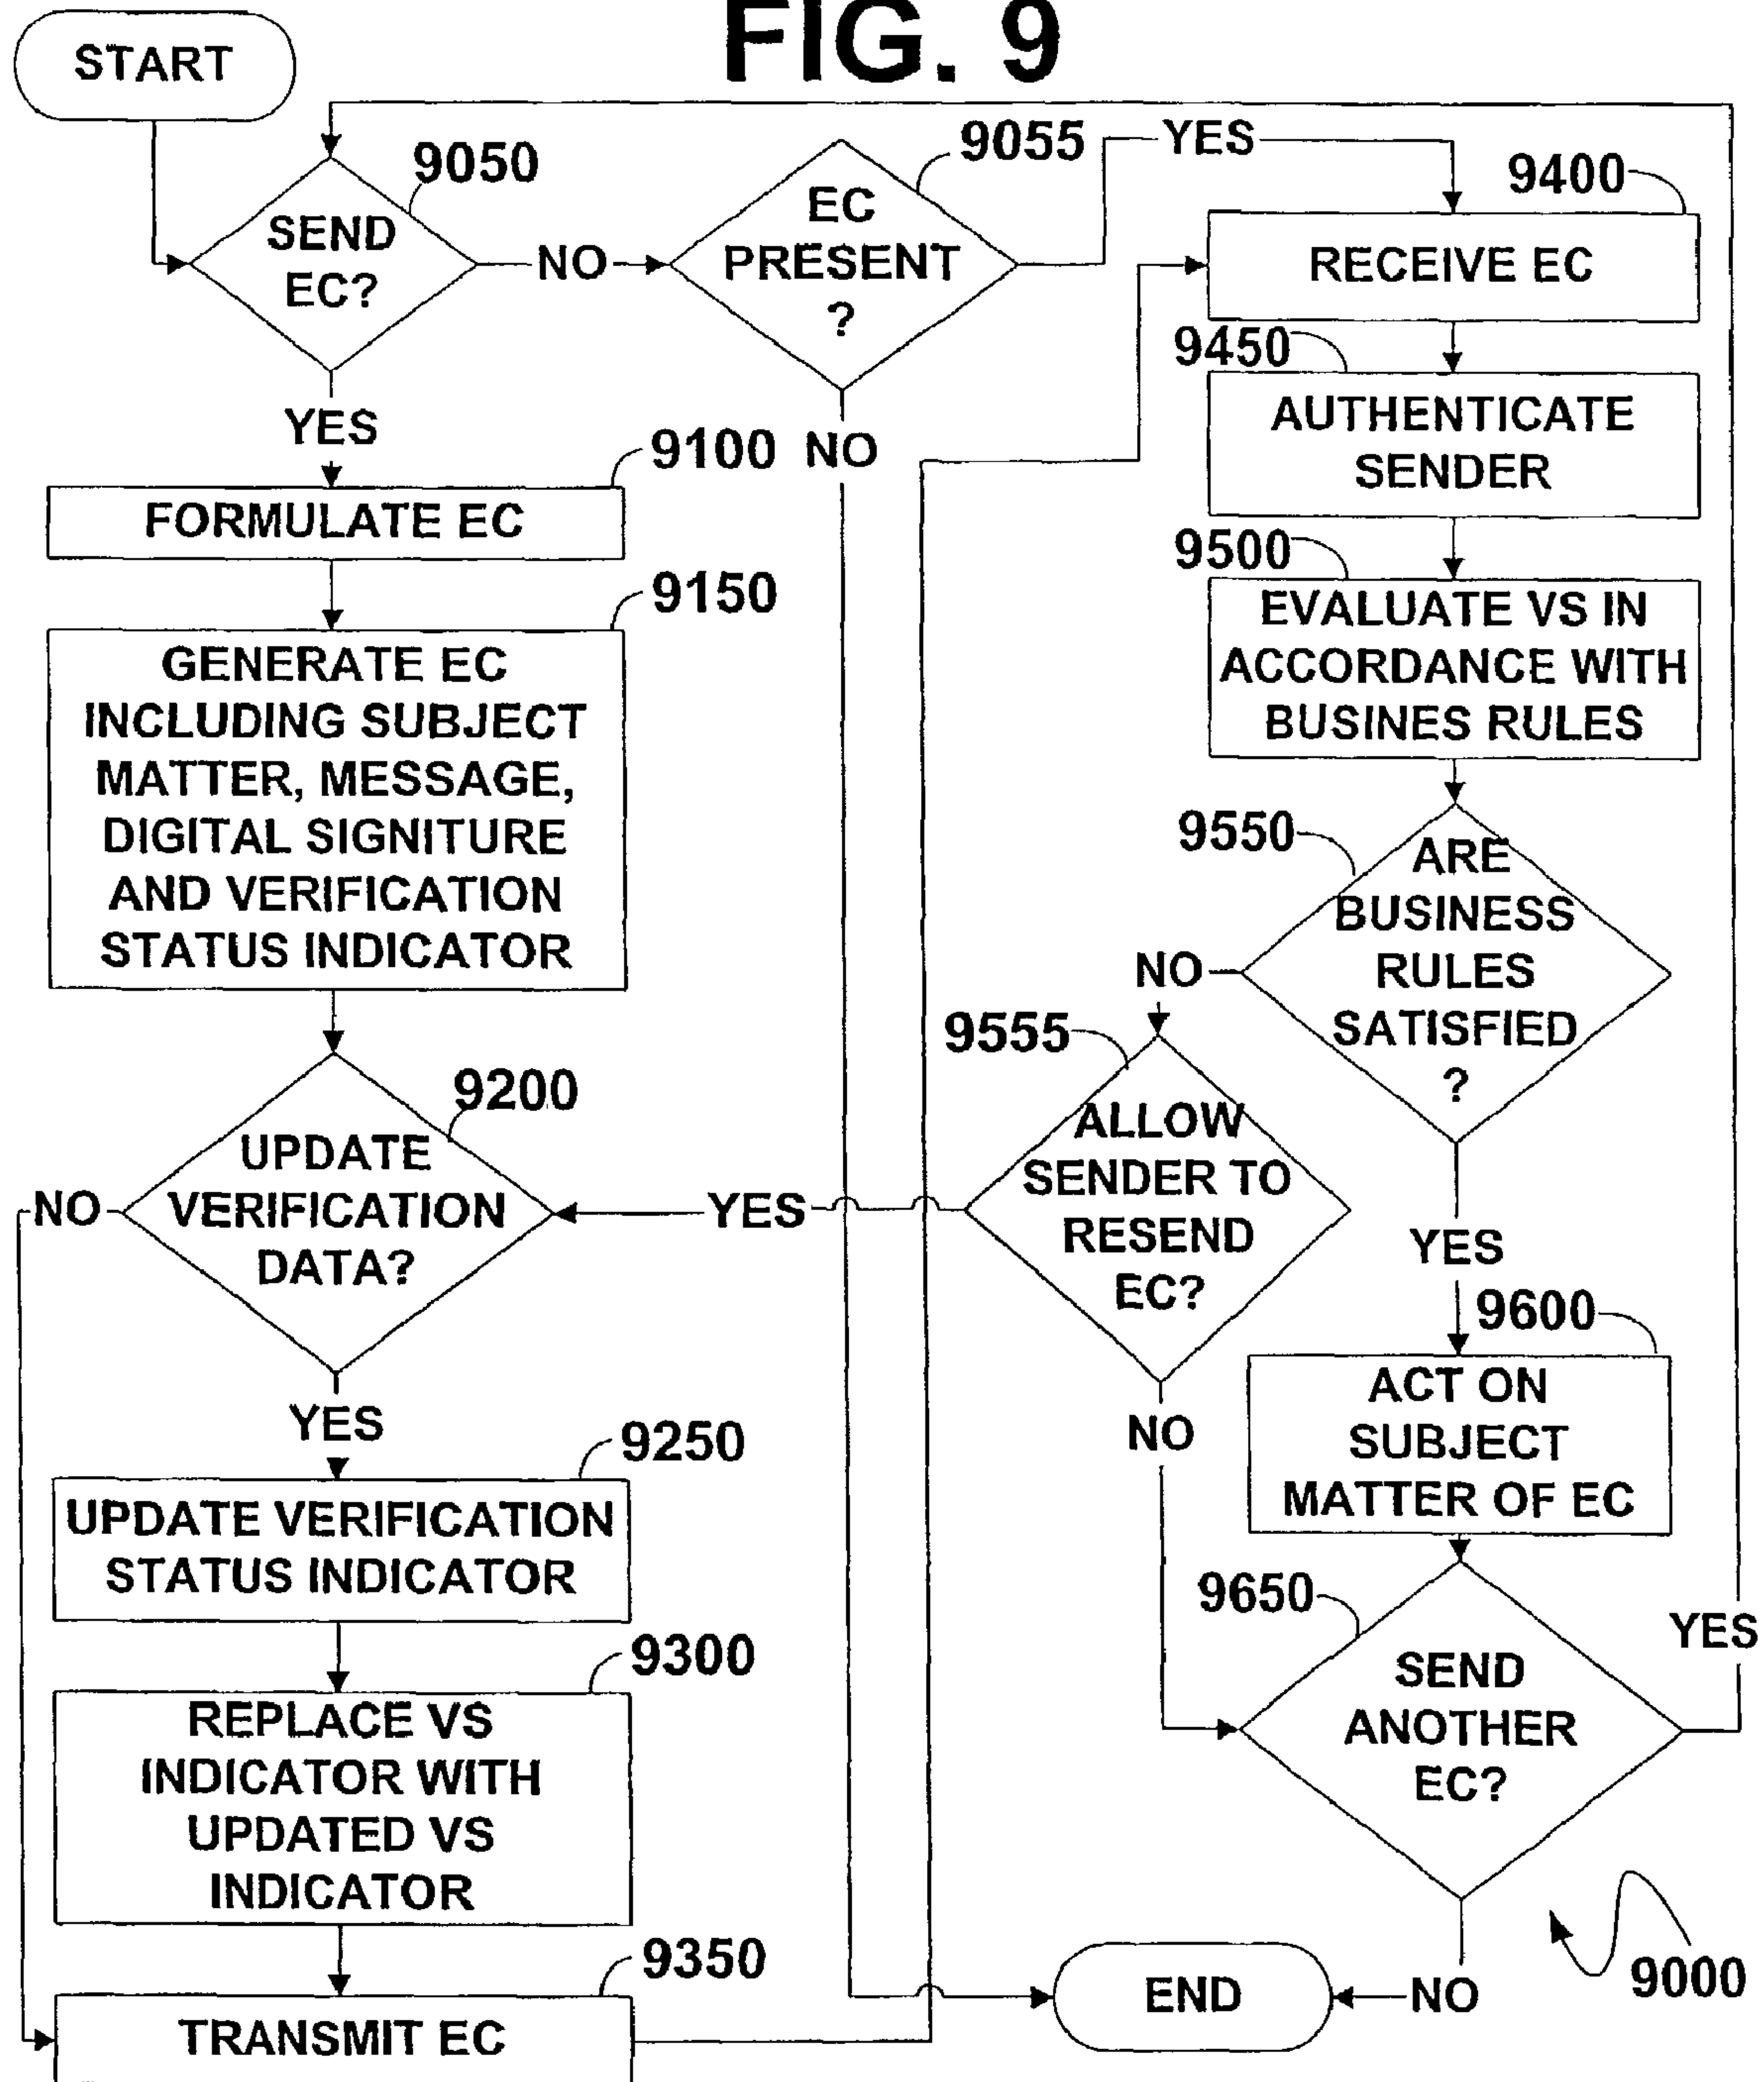 FIG. 9
START
9050
SEND
EC?
NO
YES
9055
EC
PRESENT
?
YES
NO
9100
FORMULATE EC
9150
GENERATE EC
INCLUDING SUBJECT
MATTER, MESSAGE,
DIGITAL SIGNITURE
AND VERIFICATION
STATUS INDICATOR
9200
UPDATE
VERIFICATION
DATA?
NO
YES
9250
UPDATE VERIFICATION
STATUS INDICATOR
9300
REPLACE VS
INDICATOR WITH
UPDATED VS
INDICATOR
9350
TRANSMIT EC
9400
RECEIVE EC
9450
AUTHENTICATE
SENDER
9500
EVALUATE VS IN
ACCORDANCE WITH
BUSINES RULES
9550
ARE
BUSINESS
RULES
SATISFIED
?
NO
YES
9555
ALLOW
SENDER TO
RESEND
EC?
YES
NO
9600
ACT ON
SUBJECT
MATTER OF EC
9650
SEND
ANOTHER
EC?
YES
NO
END
9000